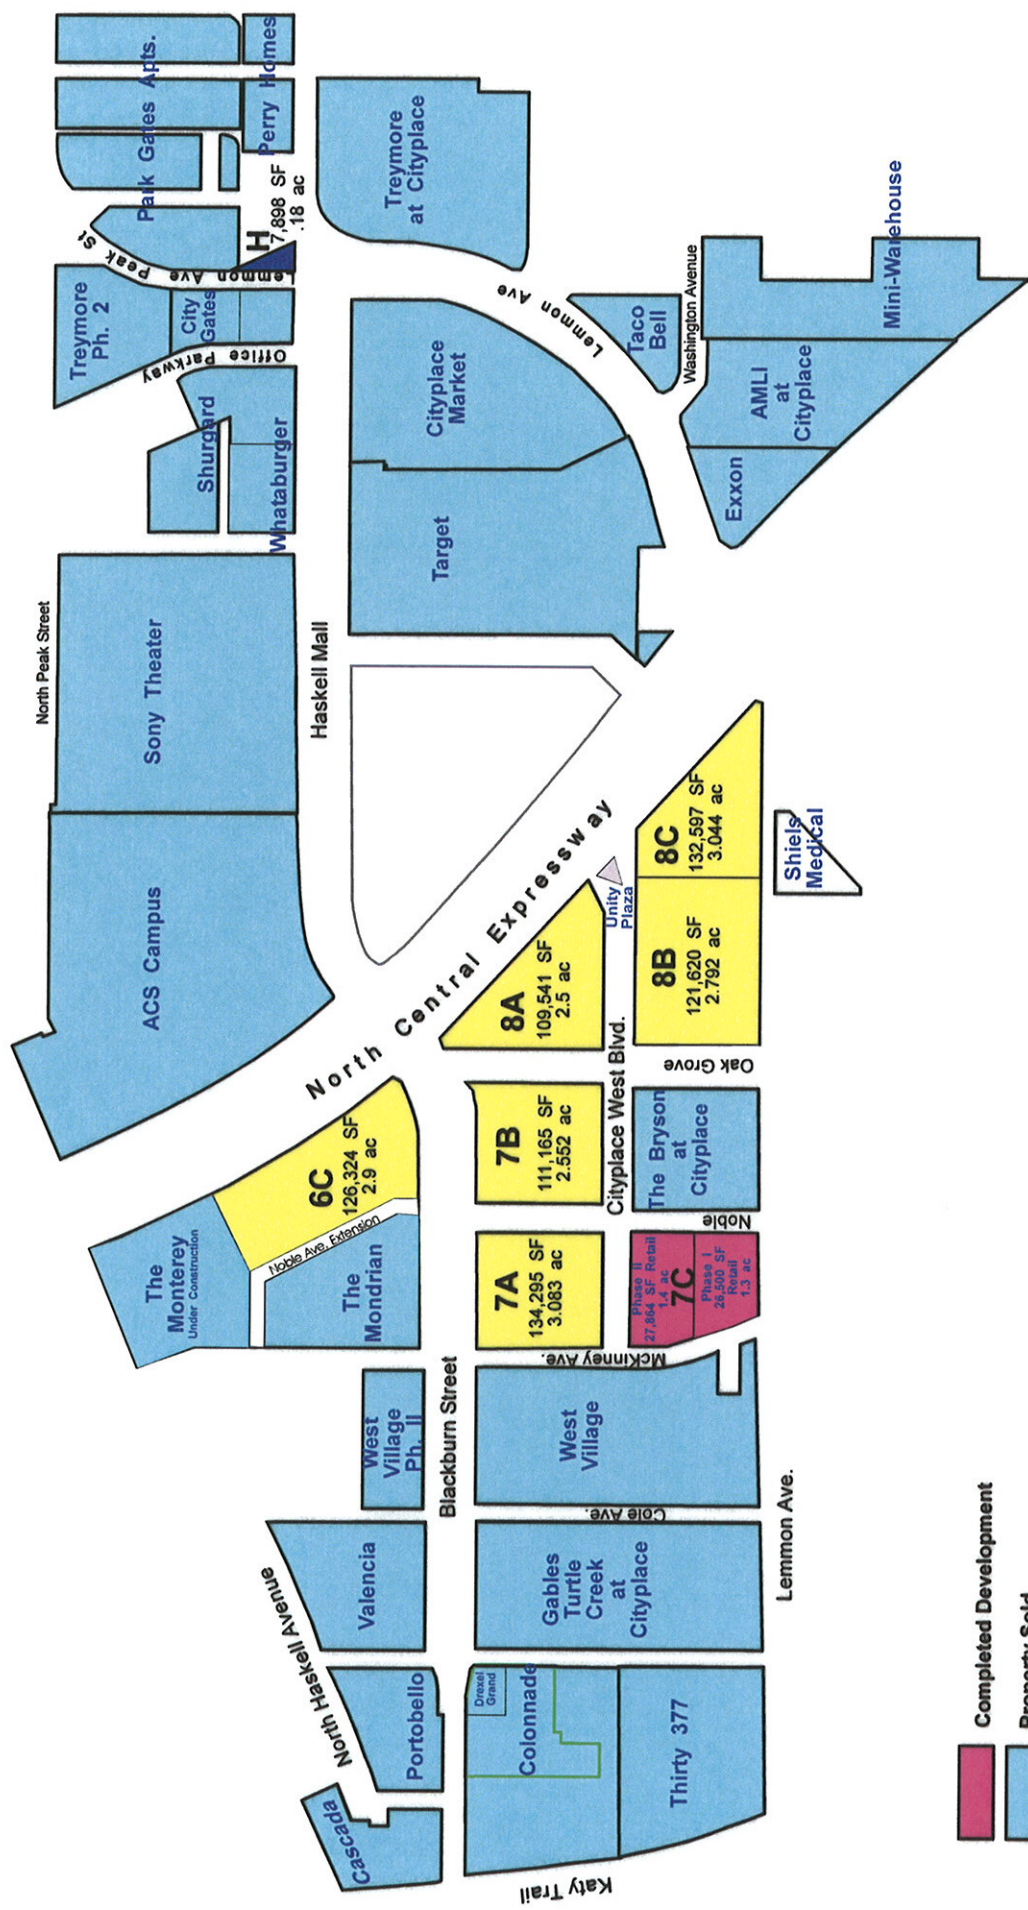 Cascada
North Haskell Avenue
Portobello
Valencia
West
Village
Ph. II
The
Monterey
Under Construction
Noble Ave. Extension
The
Mondrian
6C
126,324 SF
2.9 ac
ACS Campus
Sony Theater
North Peak Street
Haskell Mall
Shurgard
Whataburger
Treymore
Ph. 2
Office Parkway
City
Gates
Peak St
Lemmon Ave
H
7,898 SF
.18 ac
Park Gates Apts.
Perry Homes
Treymore
at Cityplace
Cityplace
Market
Target
Lemmon Ave
Taco
Bell
Washington Avenue
Mini-Warehouse
AMLI
at
Cityplace
Exxon
North Central Expressway
Katy Trail
Drexel
Grand
Colonnade
Thirty 377
Gables
Turtle
Creek
at
Cityplace
Cole Ave.
Blackburn Street
West
Village
McKinney Ave.
7A
134,295 SF
3.083 ac
7B
111,165 SF
2.552 ac
8A
109,541 SF
2.5 ac
Unity
Plaza
Cityplace West Blvd.
Phase II
27,864 SF Retail
1.4 ac
7C
Phase I
26,500 SF
Retail
1.3 ac
Noble
The Bryson
at
Cityplace
Oak Grove
8B
121,620 SF
2.792 ac
8C
132,597 SF
3.044 ac
Shiels
Medical
Lemmon Ave.
Completed Development
Property Sold